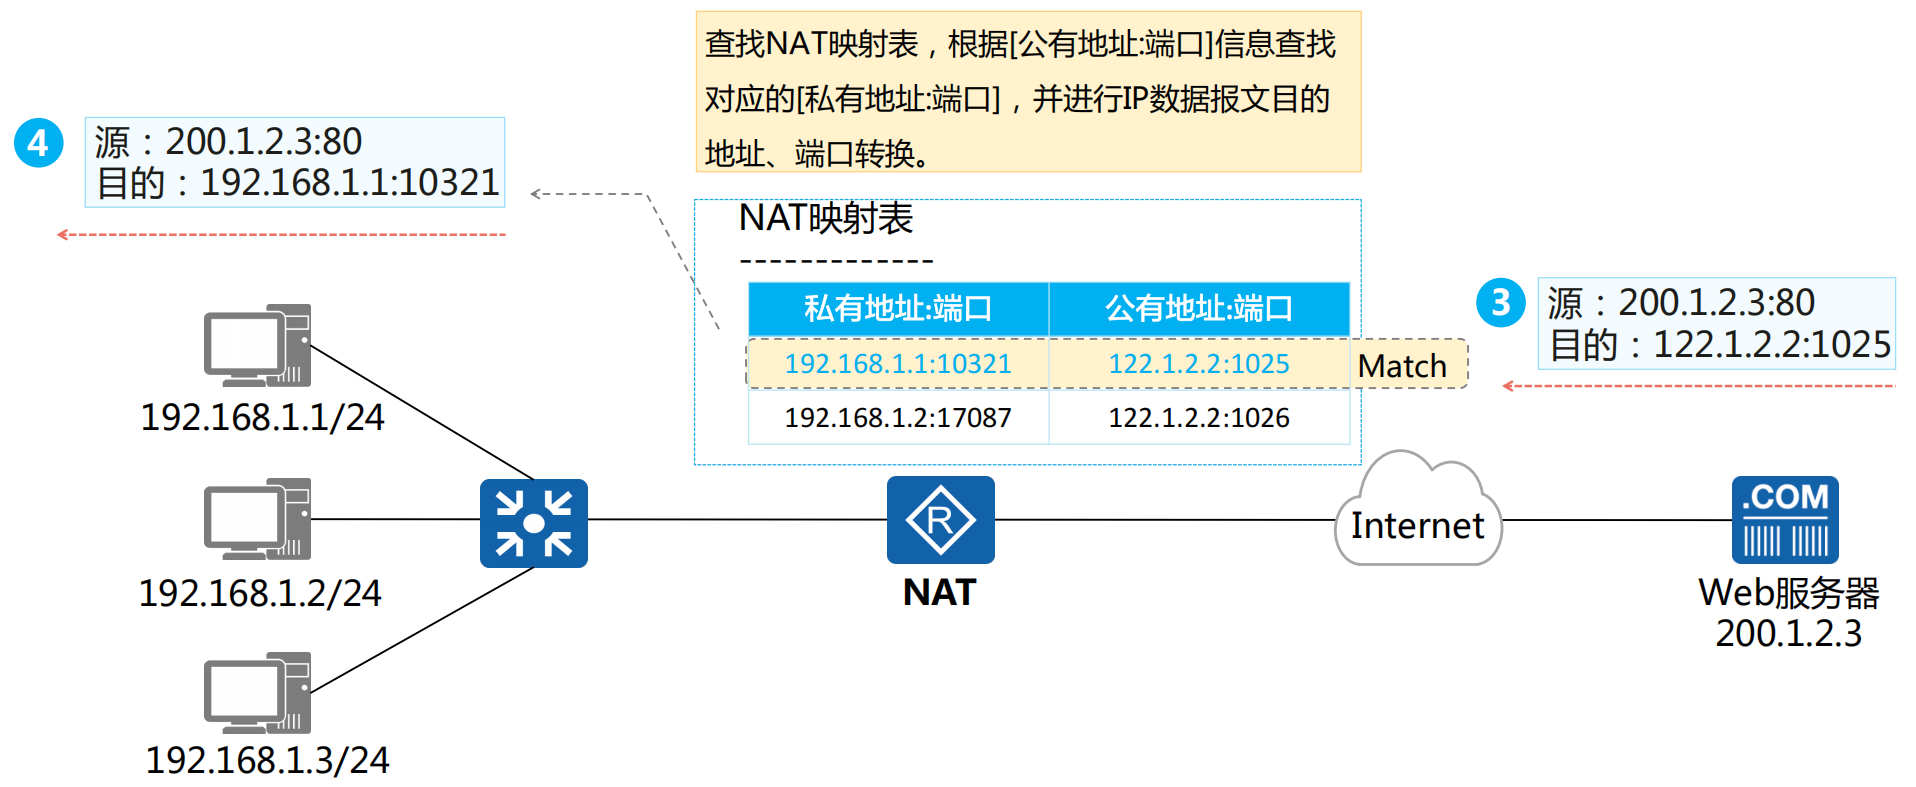 查找NAT映射表，根据[公有地址:端口]信息查找
对应的[私有地址:端口]，并进行IP数据报文目的
地址、端口转换。
4
源：200.1.2.3:80
目的：192.168.1.1:10321
NAT映射表
-------------
私有地址:端口 公有地址:端口
192.168.1.1:10321 122.1.2.2:1025 Match
192.168.1.2:17087 122.1.2.2:1026
3
源：200.1.2.3:80
目的：122.1.2.2:1025
192.168.1.1/24
192.168.1.2/24
192.168.1.3/24
R
NAT
Internet
.COM
Web服务器
200.1.2.3